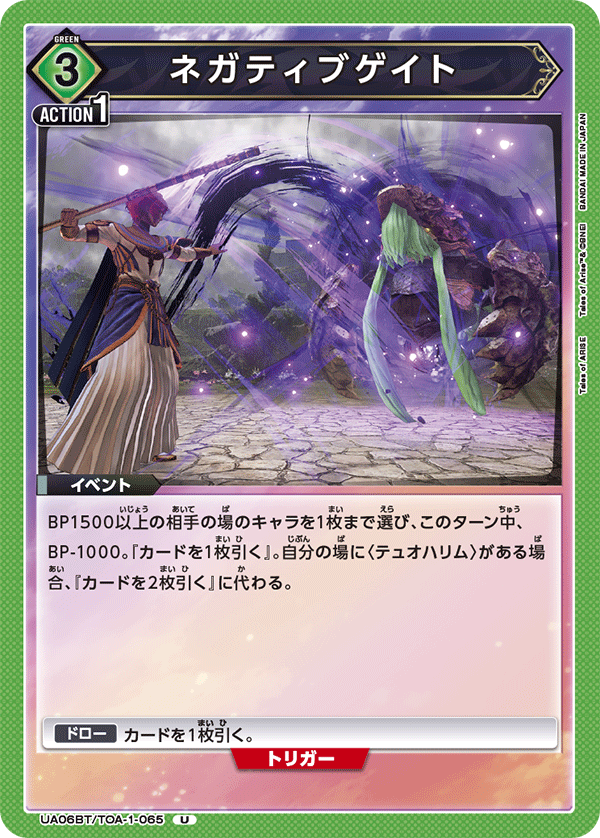 GREEN
3
ネガティブゲイト
ACTION 1
BANDAI MADE IN JAPAN
Tales of Arise™& ©BNEI
Tales of ARISE
イベント
BP1500以上の相手の場のキャラを1枚まで選び、このターン中、
BP-1000。『カードを1枚引く』。自分の場に〈テュオハリム〉がある場
合、『カードを2枚引く』に代わる。
ドロー カードを1枚引く。
トリガー
UA06BT/TOA-1-065 U